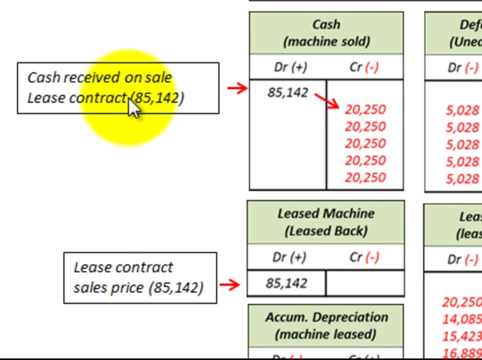 Cash
(machine sold)
Dr (+) Cr (-)
Cash received on sale
Lease contract (85,142)
85,142
20,250
20,250
20,250
20,250
20,250
Dr (-)
5,028
5,028
5,028
5,028
5,028
Leased Machine
(Leased Back)
Dr (+) Cr (-)
85,142
Lease contract
sales price (85,142)
Dr (-)
20,250
14,085
15,423
16,889
Accum. Depreciation
(machine leased)